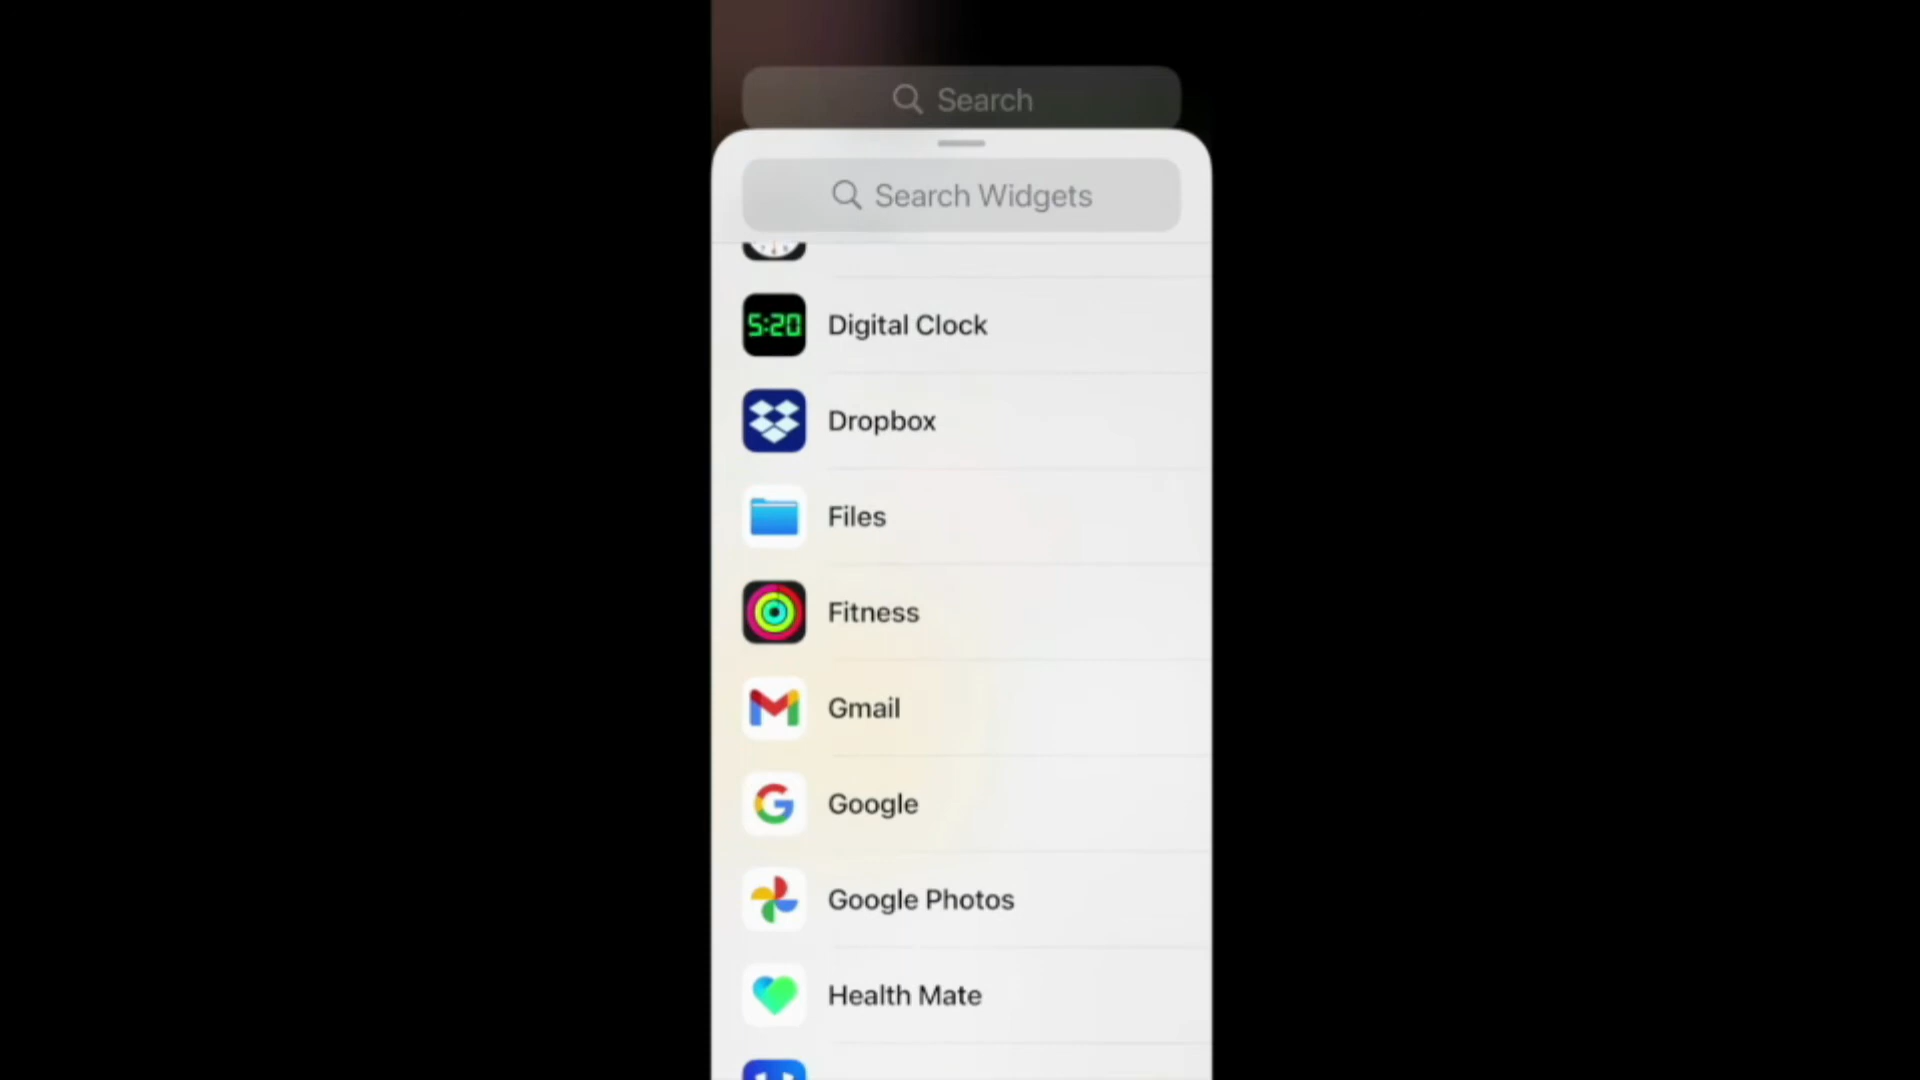 Search
Search Widgets
5:20
Digital Clock
Dropbox
Files
Fitness
Gmail
Google
Google Photos
Health Mate